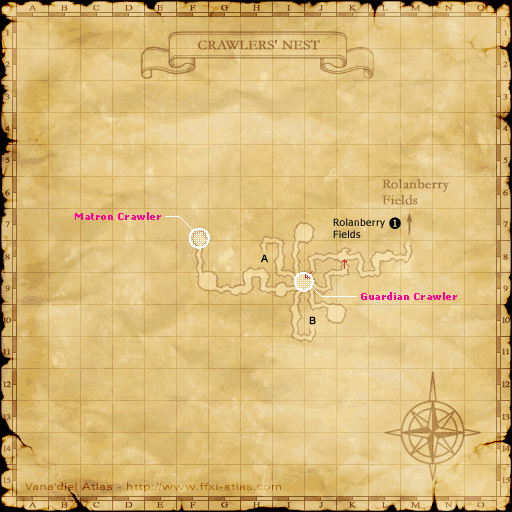 A B C D E F G H I J K L M N O
CRAWLERS' NEST
1
2
3
4
5
6
7
8
9
10
11
12
13
14
15
Rolanberry
Fields
Matron Crawler
Rolanberry 1
Fields
A
Guardian Crawler
B
Vana'diel Atlas - http://www.ffxi-atlas.com